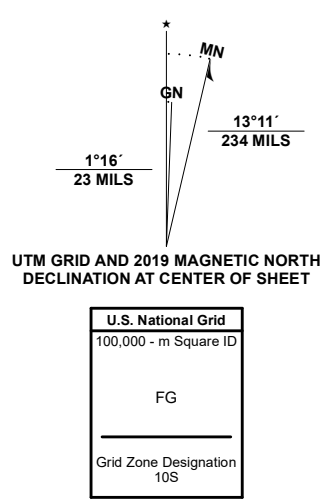 ★
MN
GN
13°11´
234 MILS
1°16´
23 MILS
UTM GRID AND 2019 MAGNETIC NORTH
DECLINATION AT CENTER OF SHEET
U.S. National Grid
100,000 - m Square ID
FG
Grid Zone Designation
10S